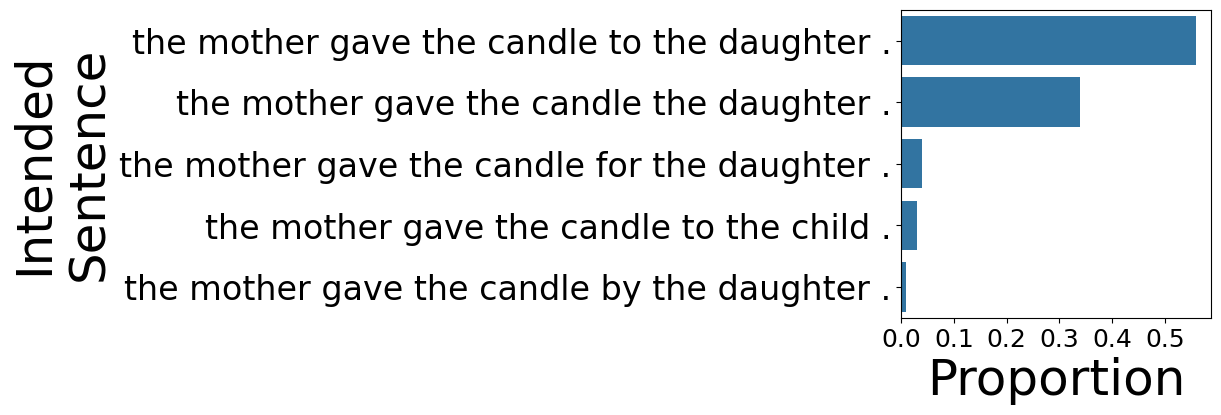 Intended
Sentence
the mother gave the candle to the daughter .
the mother gave the candle the daughter .
the mother gave the candle for the daughter .
the mother gave the candle to the child .
the mother gave the candle by the daughter .
0.0 0.1 0.2 0.3 0.4 0.5
Proportion